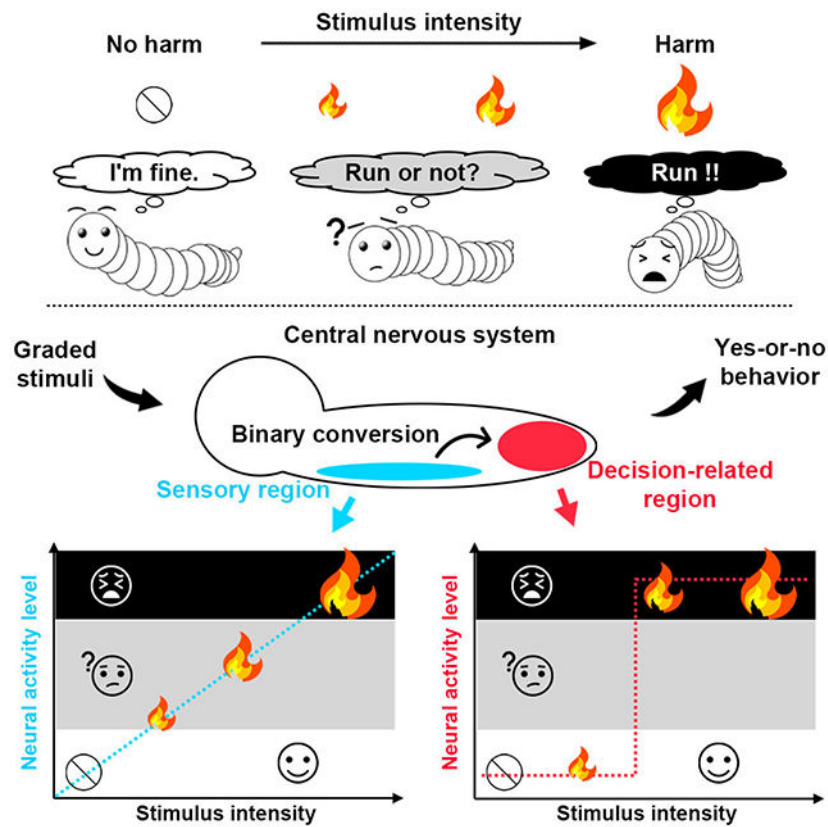 Stimulus intensity
No harm
Harm
I'm fine.
Run or not?
Run !!
?
Central nervous system
Graded
stimuli
Yes-or-no
behavior
Binary conversion
Sensory region
Decision-related
region
Neural activity level
?
Stimulus intensity
Neural activity level
?
Stimulus intensity